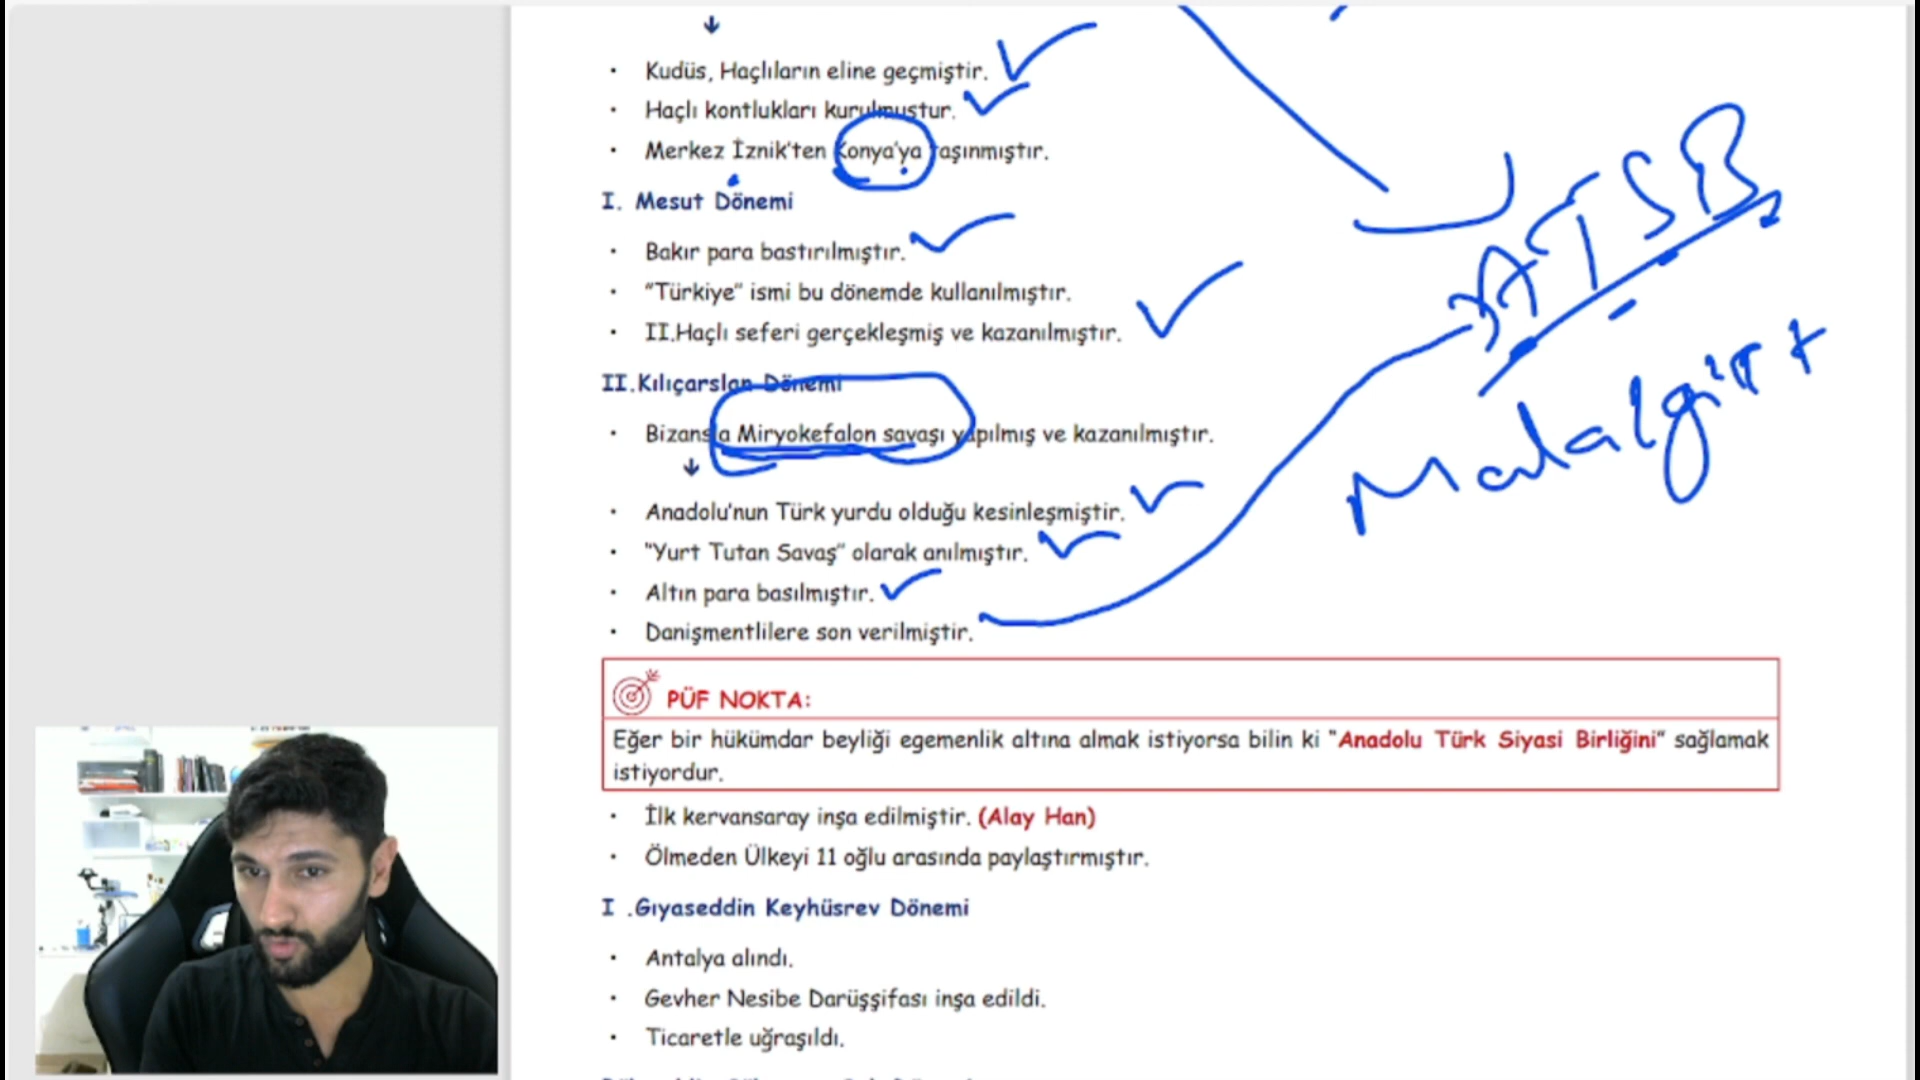 Kudüs, Haçlıların eline geçmiştir.
Haçlı kontlukları kurulmuştur.
Merkez İznik'ten Konya'ya taşınmıştır.
I. Mesut Dönemi
Bakır para bastırılmıştır.
"Türkiye" ismi bu dönemde kullanılmıştır.
II.Haçlı seferi gerçekleşmiş ve kazanılmıştır.
II.Kılıçarslan Dönemi
Bizansla Miryokefalon savaşı yapılmış ve kazanılmıştır.
Anadolu'nun Türk yurdu olduğu kesinleşmiştir.
"Yurt Tutan Savaş" olarak anılmıştır.
Altın para basılmıştır.
Danişmentlilere son verilmiştir.
ATSB
Malazgirt
PÜF NOKTA:
Eğer bir hükümdar beyliği egemenlik altına almak istiyorsa bilin ki "Anadolu Türk Siyasi Birliğini" sağlamak
istiyordur.
İlk kervansaray inşa edilmiştir. (Alay Han)
Ölmeden Ülkeyi 11 oğlu arasında paylaştırmıştır.
I .Gıyaseddin Keyhüsrev Dönemi
Antalya alındı.
Gevher Nesibe Darüşşifası inşa edildi.
Ticaretle uğraşıldı.